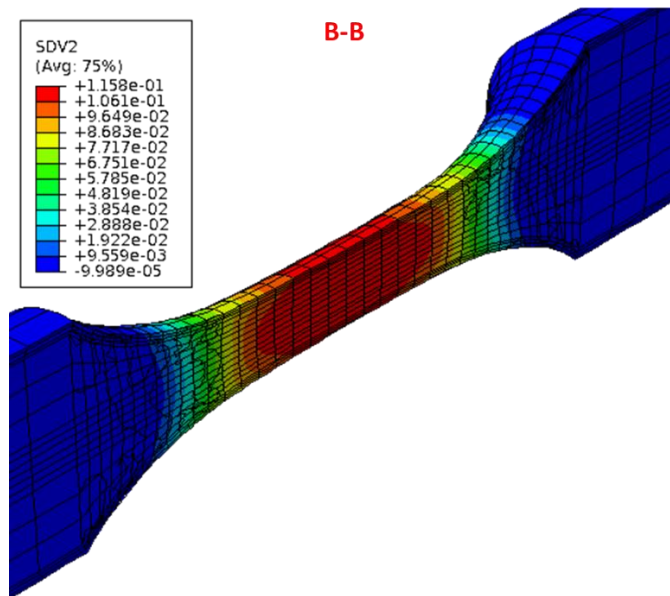 B-B
SDV2
(Avg: 75%)
+1.158e-01
+1.061e-01
+9.649e-02
+8.683e-02
+7.717e-02
+6.751e-02
+5.785e-02
+4.819e-02
+3.854e-02
+2.888e-02
+1.922e-02
+9.559e-03
-9.989e-05